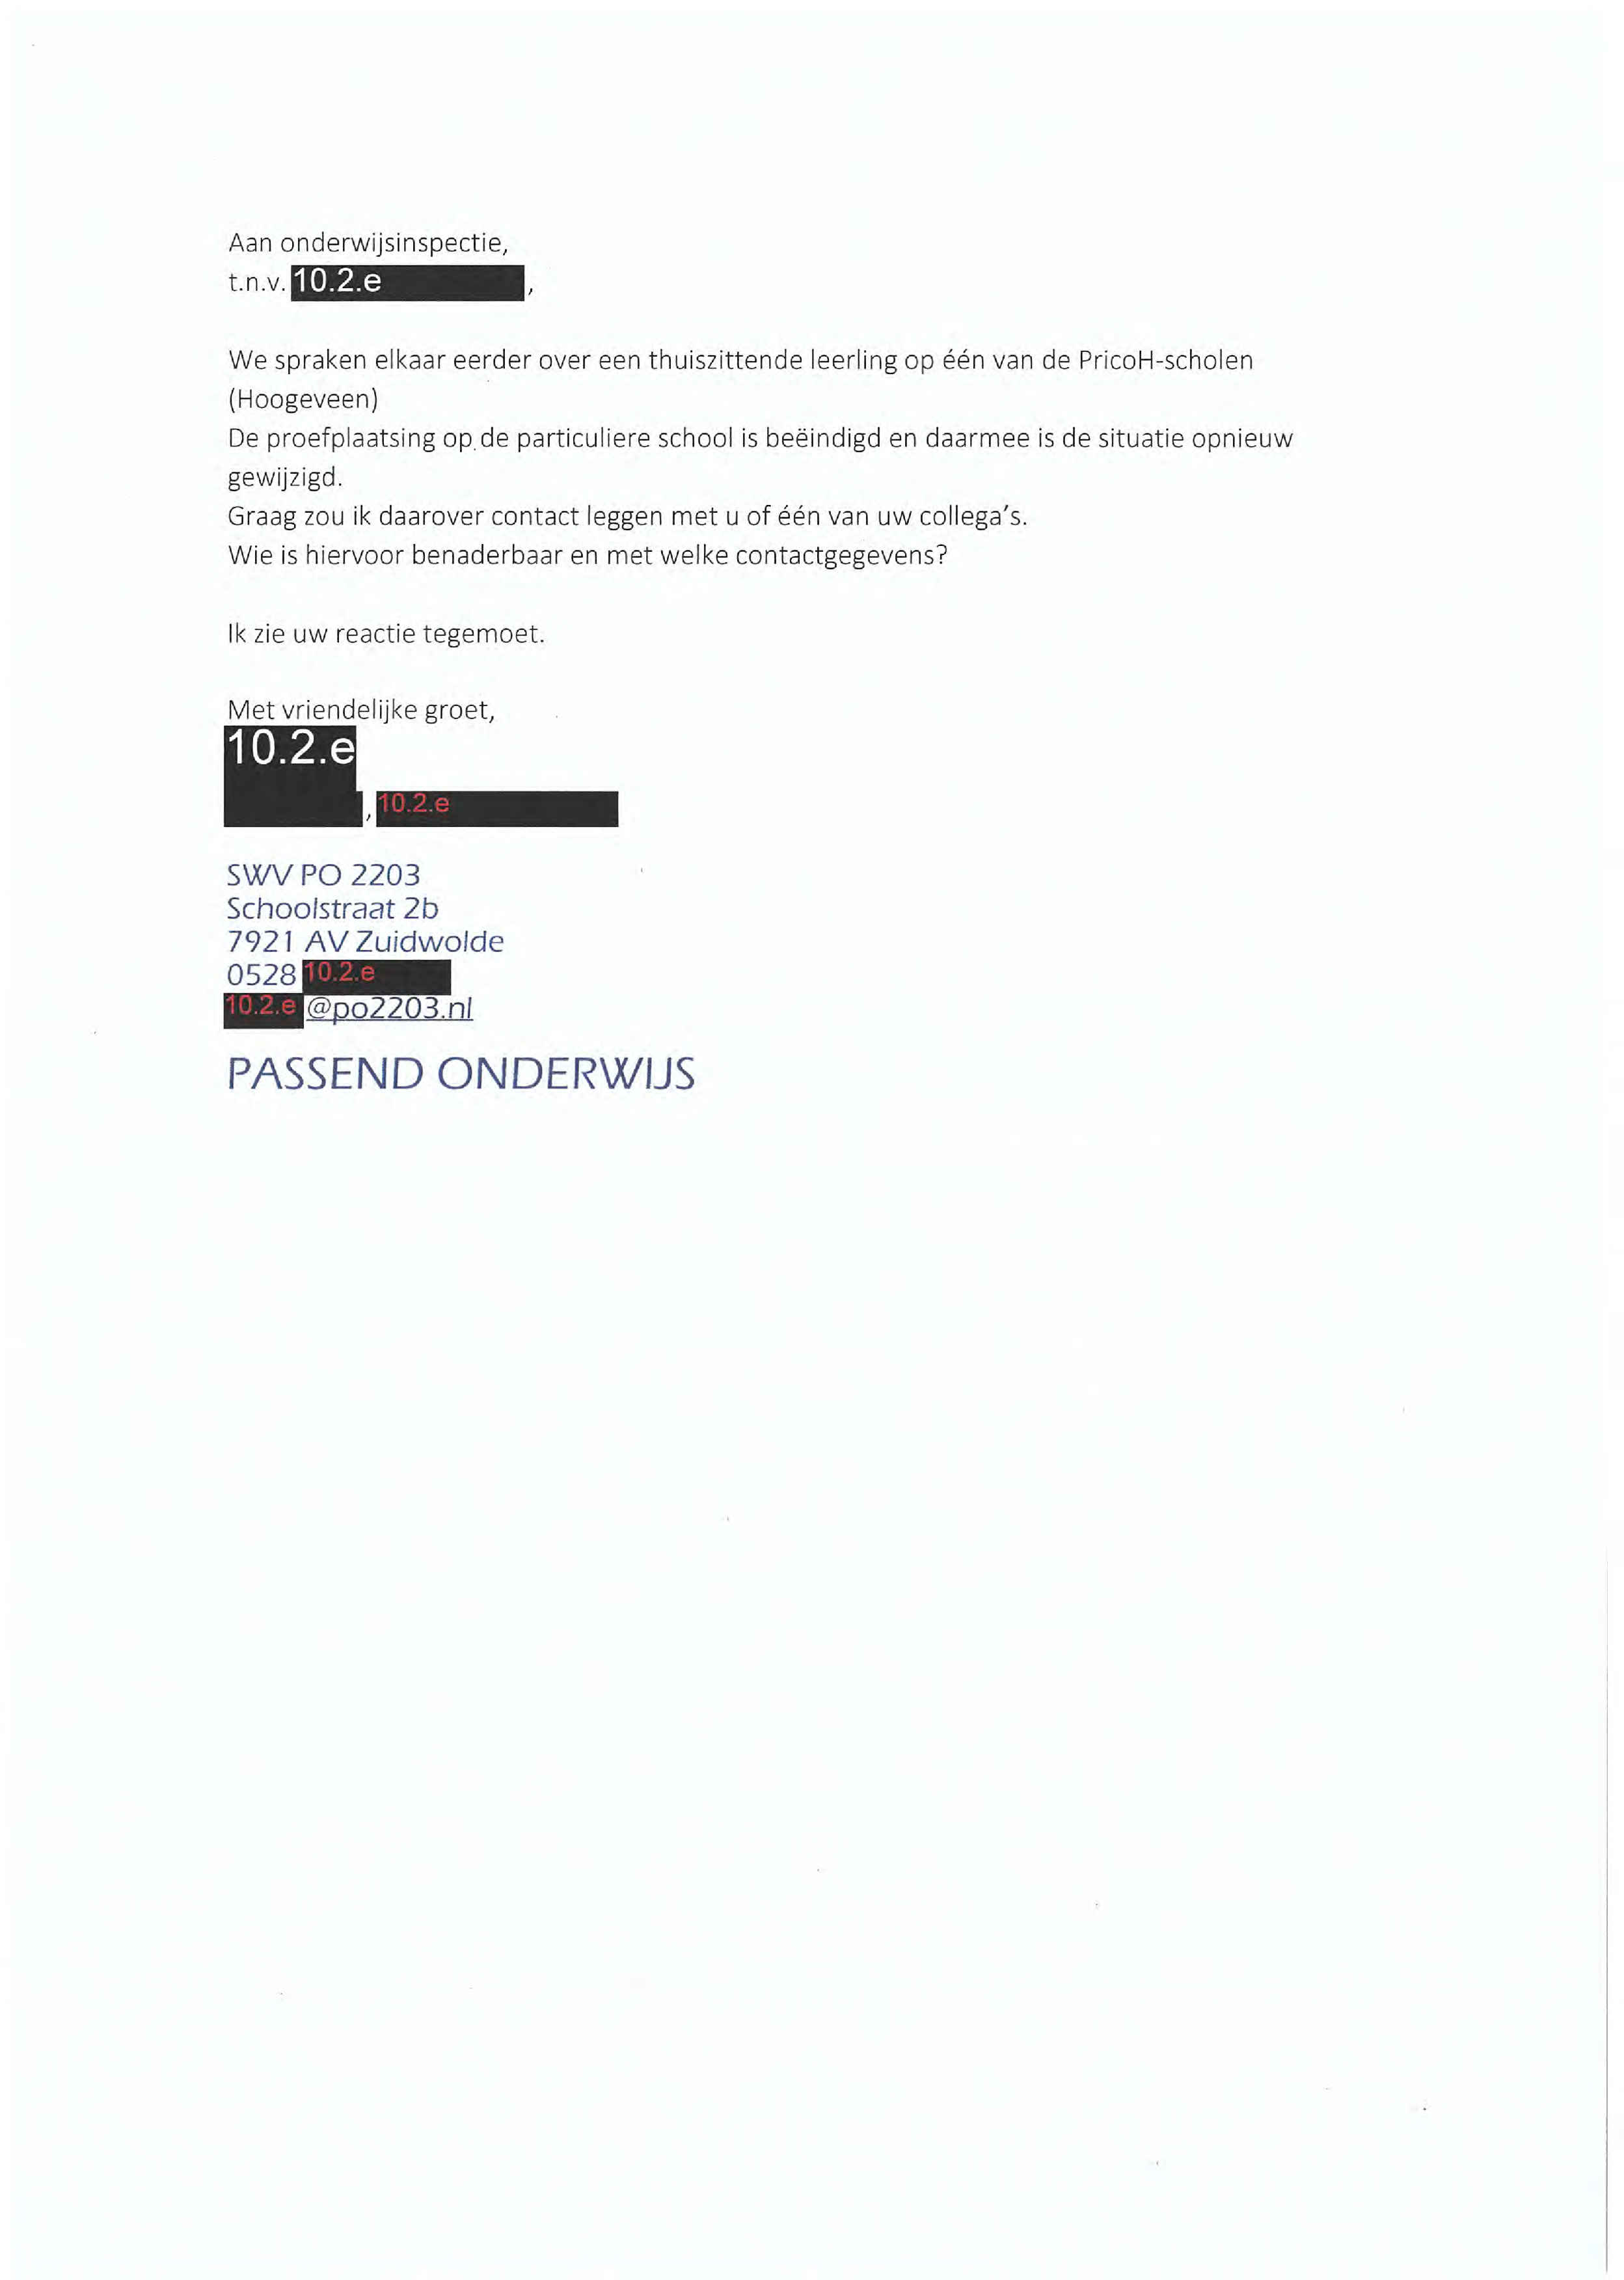 Aan onderwijsinspectie,
t.n.v. 10.2.e ,
We spraken elkaar eerder over een thuiszittende leerling op één van de PricoH-scholen
(Hoogeveen)
De proefplaatsing op de particuliere school is beëindigd en daarmee is de situatie opnieuw
gewijzigd.
Graag zou ik daarover contact leggen met u of één van uw collega's.
Wie is hiervoor benaderbaar en met welke contactgegevens?
Ik zie uw reactie tegemoet.
Met vriendelijke groet,
10.2.e
, 10.2.e
SWV PO 2203
Schoolstraat 2b
7921 AV Zuidwolde
0528 10.2.e
10.2.e @po2203.nl
PASSEND ONDERWIJS